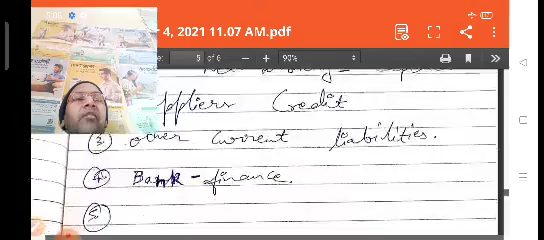 4, 2021 11.07 AM.pdf
5 of 6
90%
ppliers Credit
③ other Current liabilities.
④ Bank - finance.
⑤